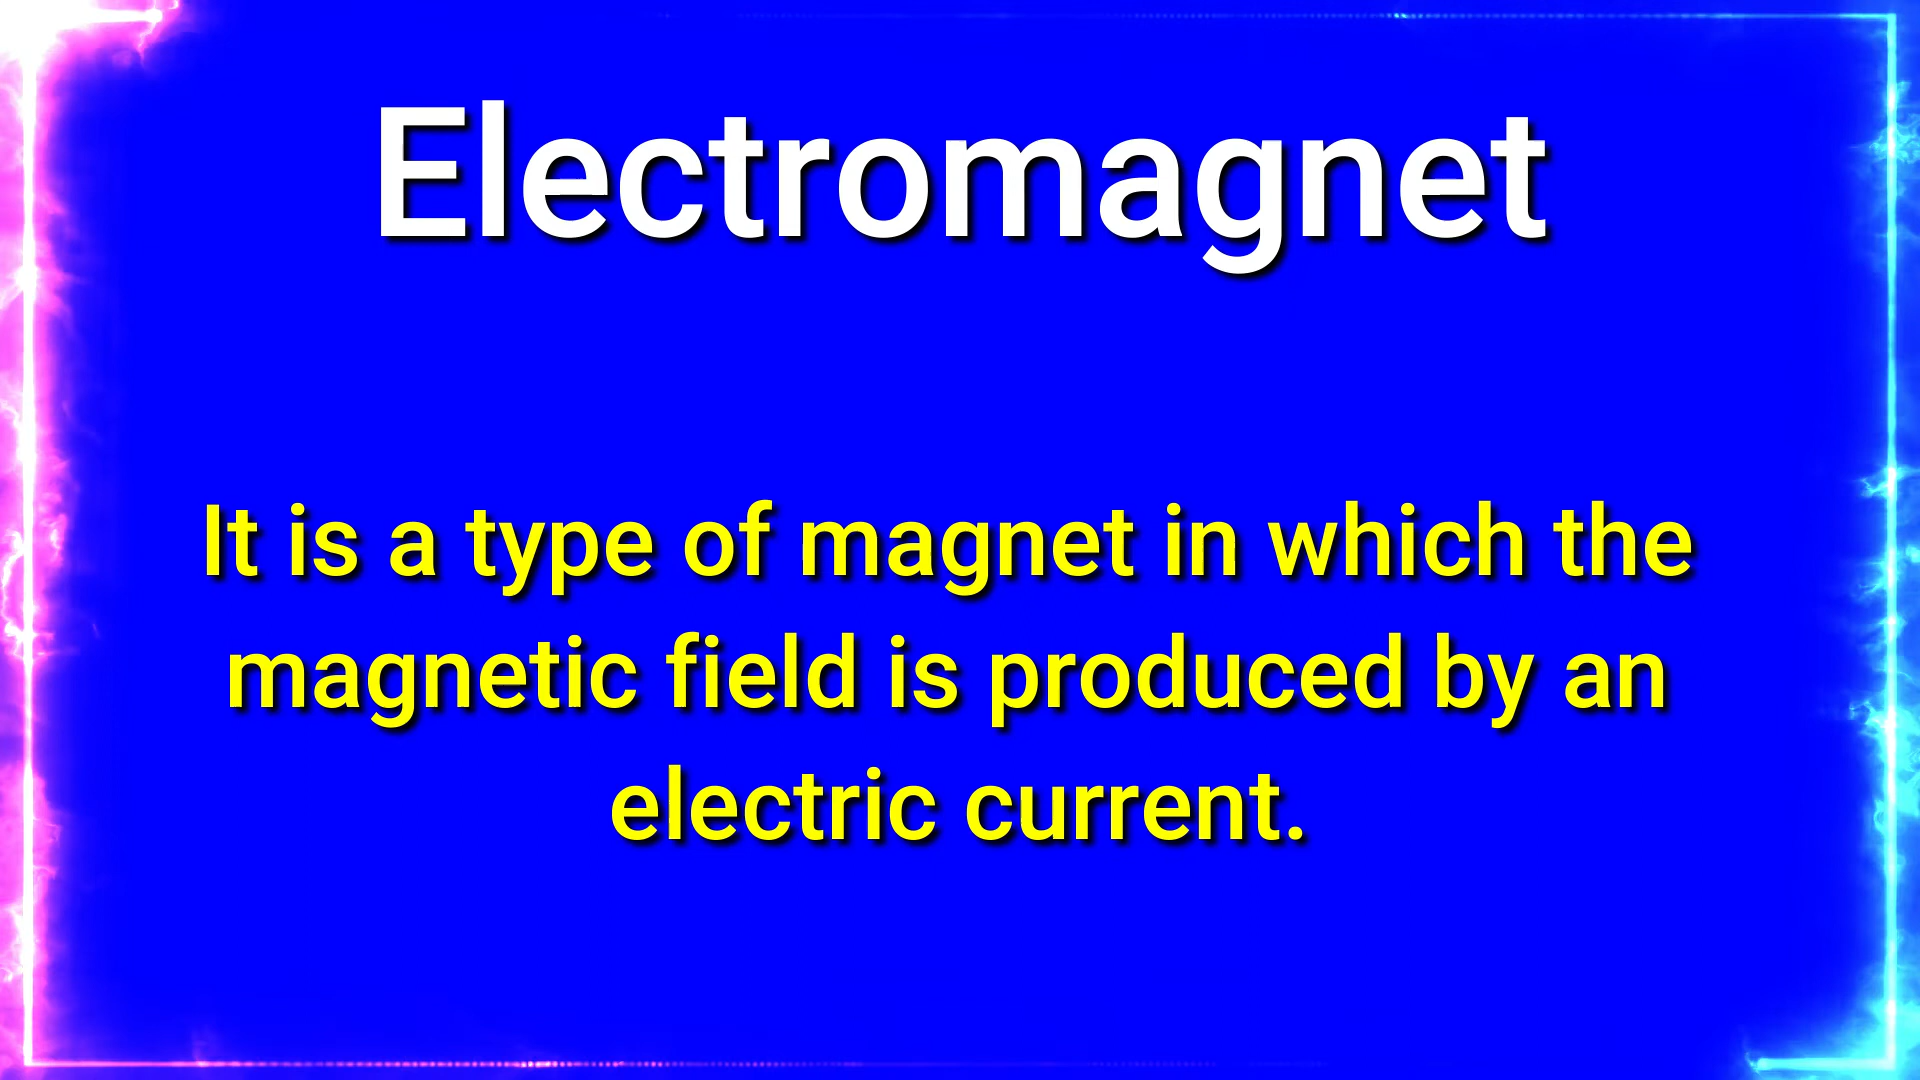 Electromagnet
It is a type of magnet in which the
magnetic field is produced by an
electric current.